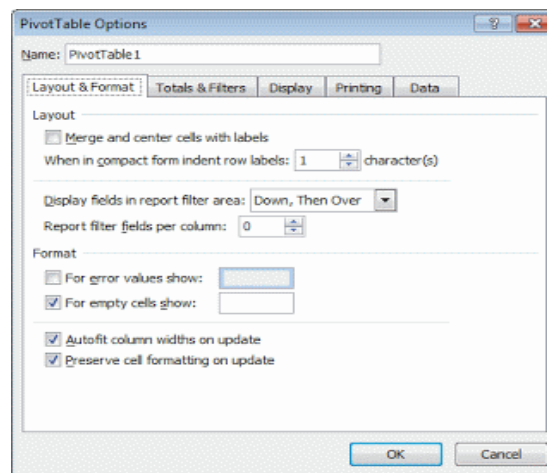 PivotTable Options
Name: PivotTable1
Layout & Format Totals & Filters Display Printing Data
Layout
Merge and center cells with labels
When in compact form indent row labels: 1 character(s)
Display fields in report filter area: Down, Then Over
Report filter fields per column: 0
Format
For error values show:
For empty cells show:
Autofit column widths on update
Preserve cell formatting on update
OK Cancel